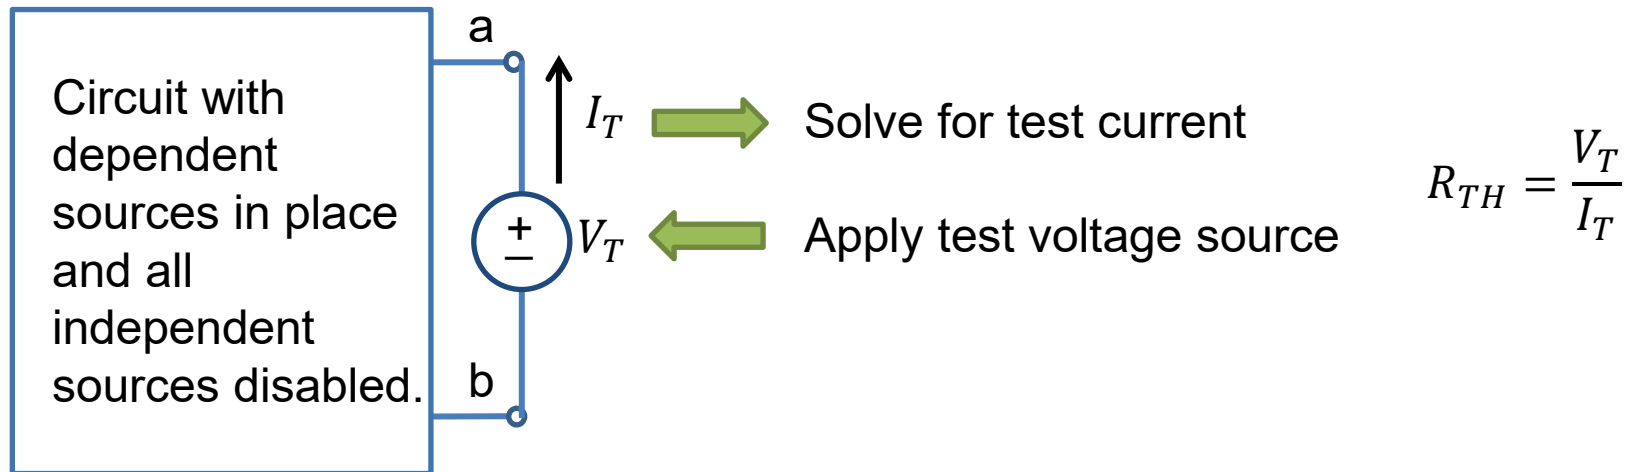 a
Circuit with
dependent
sources in place
and all
independent
sources disabled.
b
I_T
Solve for test current
+
−
V_T
Apply test voltage source
R_TH = V_T / I_T